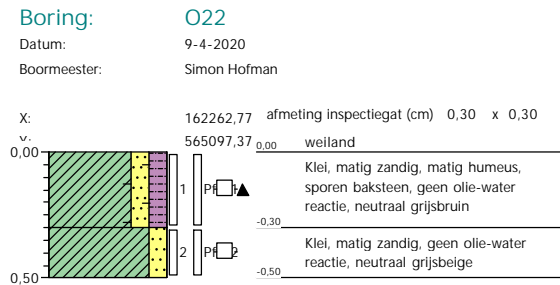 Boring: O22
Datum: 9-4-2020
Boormeester: Simon Hofman
X: 162262,77 afmeting inspectiegat (cm) 0,30 x 0,30
565097,37 0,00 weiland
0,00 Klei, matig zandig, matig humeus,
1 sporen baksteen, geen olie-water
reactie, neutraal grijsbruin
-0,30
2 Klei, matig zandig, geen olie-water
reactie, neutraal grijsbeige
0,50 -0,50